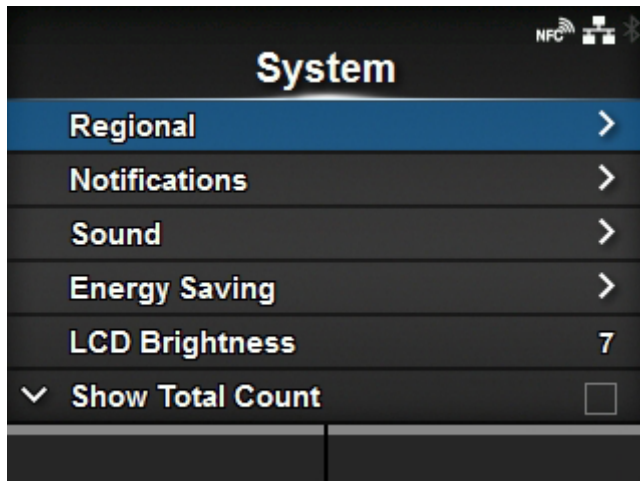 NFC
System
Regional
Notifications
Sound
Energy Saving
LCD Brightness 7
Show Total Count